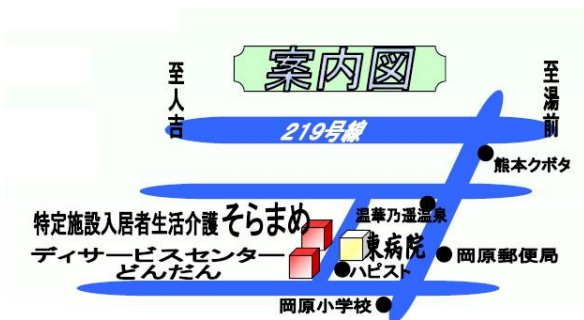 案内図
至人吉
至湯前
219号線
熊本クボタ
温華乃遥温泉
特定施設入居者生活介護 そらまめ
東病院
岡原郵便局
ディサービスセンター
どんだん
ハピスト
岡原小学校